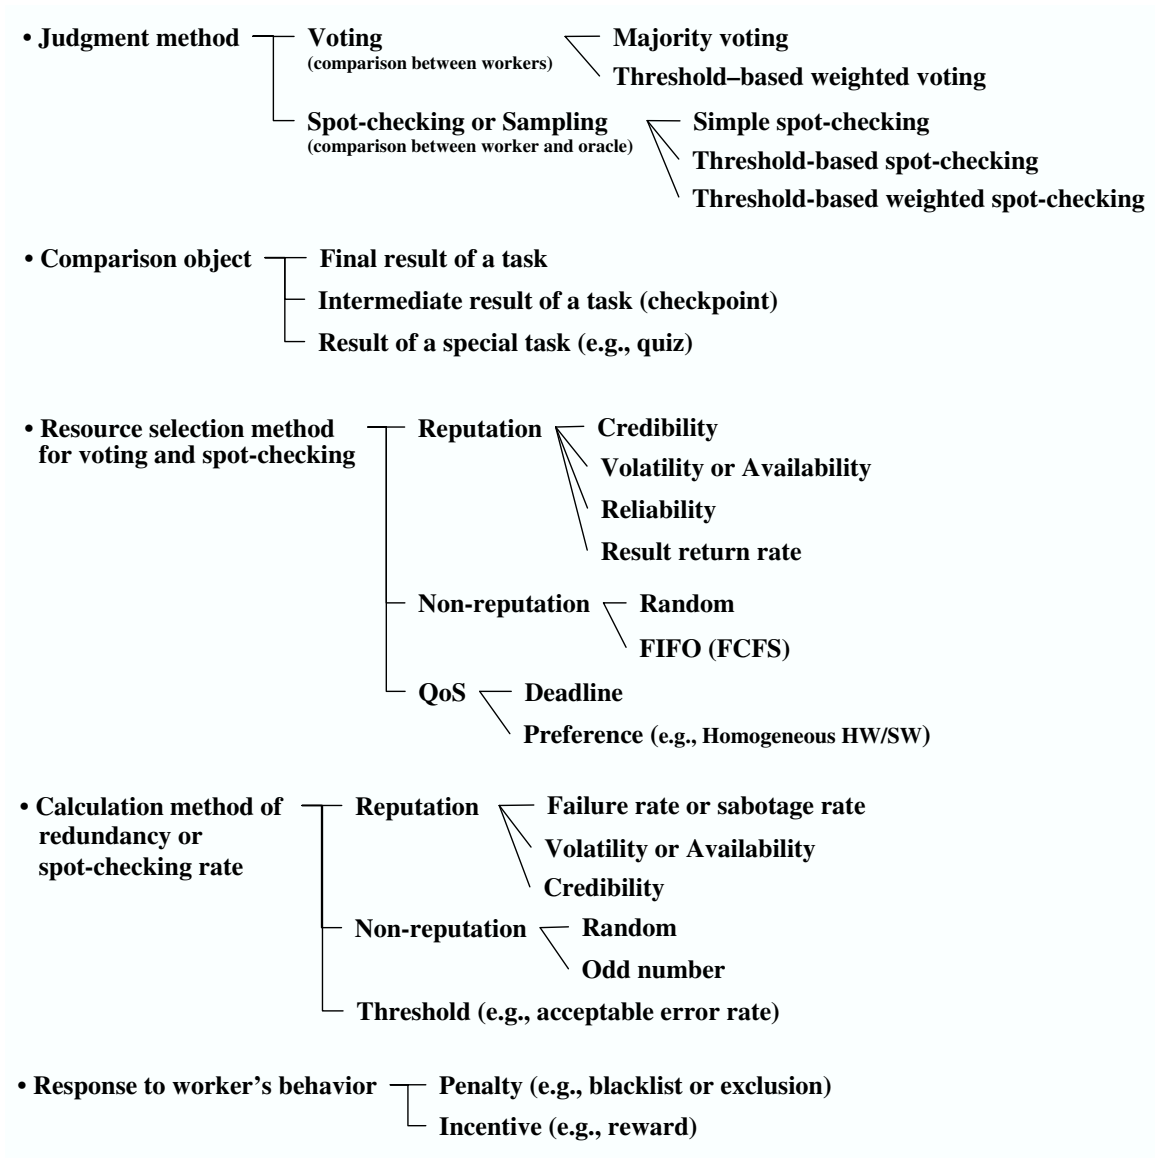 • Judgment method
Voting
(comparison between workers)
Majority voting
Threshold–based weighted voting
Spot-checking or Sampling
(comparison between worker and oracle)
Simple spot-checking
Threshold-based spot-checking
Threshold-based weighted spot-checking
• Comparison object
Final result of a task
Intermediate result of a task (checkpoint)
Result of a special task (e.g., quiz)
• Resource selection method
for voting and spot-checking
Reputation
Credibility
Volatility or Availability
Reliability
Result return rate
Non-reputation
Random
FIFO (FCFS)
QoS
Deadline
Preference (e.g., Homogeneous HW/SW)
• Calculation method of
redundancy or
spot-checking rate
Reputation
Failure rate or sabotage rate
Volatility or Availability
Credibility
Non-reputation
Random
Odd number
Threshold (e.g., acceptable error rate)
• Response to worker’s behavior
Penalty (e.g., blacklist or exclusion)
Incentive (e.g., reward)